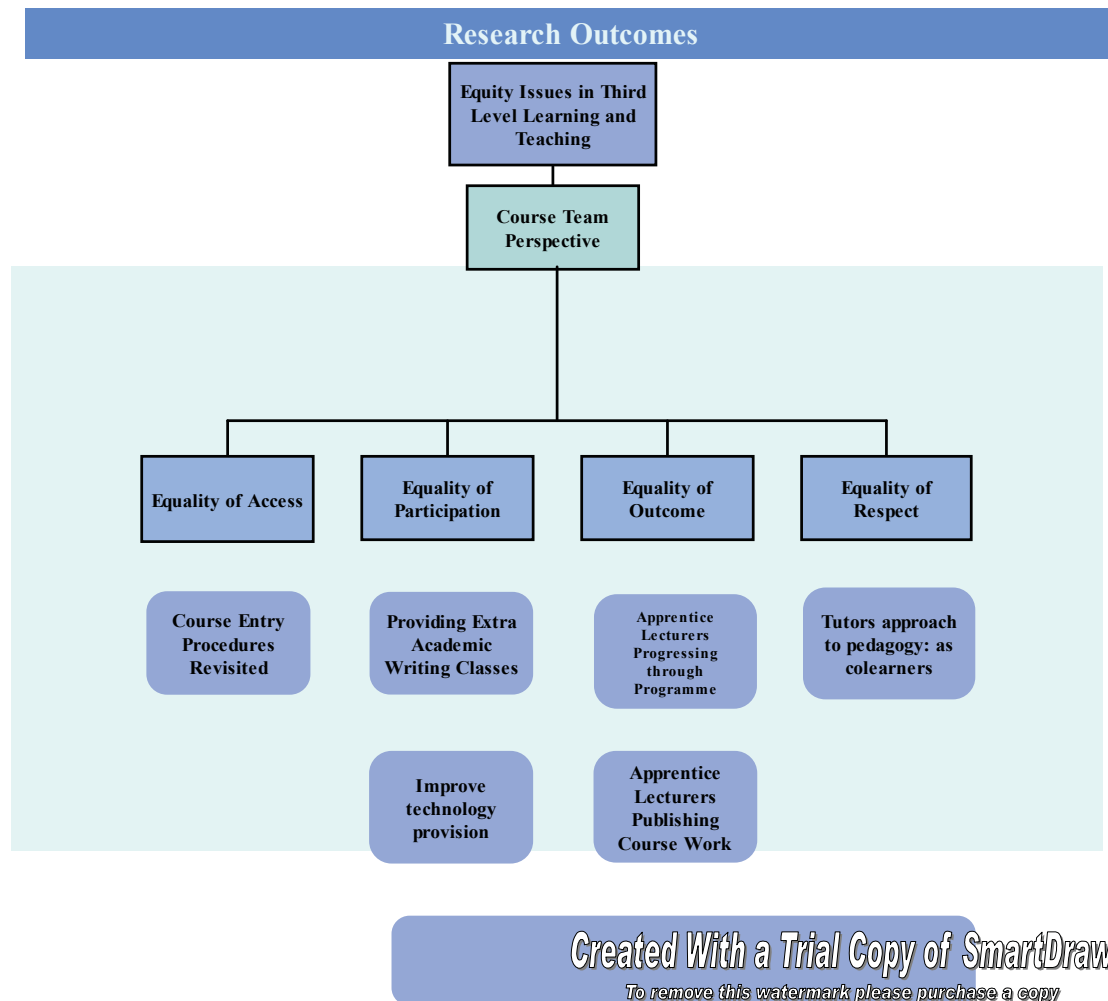 Research Outcomes
Equity Issues in Third
Level Learning and
Teaching
Course Team
Perspective
Equality of Access
Equality of
Participation
Equality of
Outcome
Equality of
Respect
Course Entry
Procedures
Revisited
Providing Extra
Academic
Writing Classes
Apprentice
Lecturers
Progressing
through
Programme
Tutors approach
to pedagogy: as
colearners
Improve
technology
provision
Apprentice
Lecturers
Publishing
Course Work
Created With a Trial Copy of SmartDraw
To remove this watermark please purchase a copy